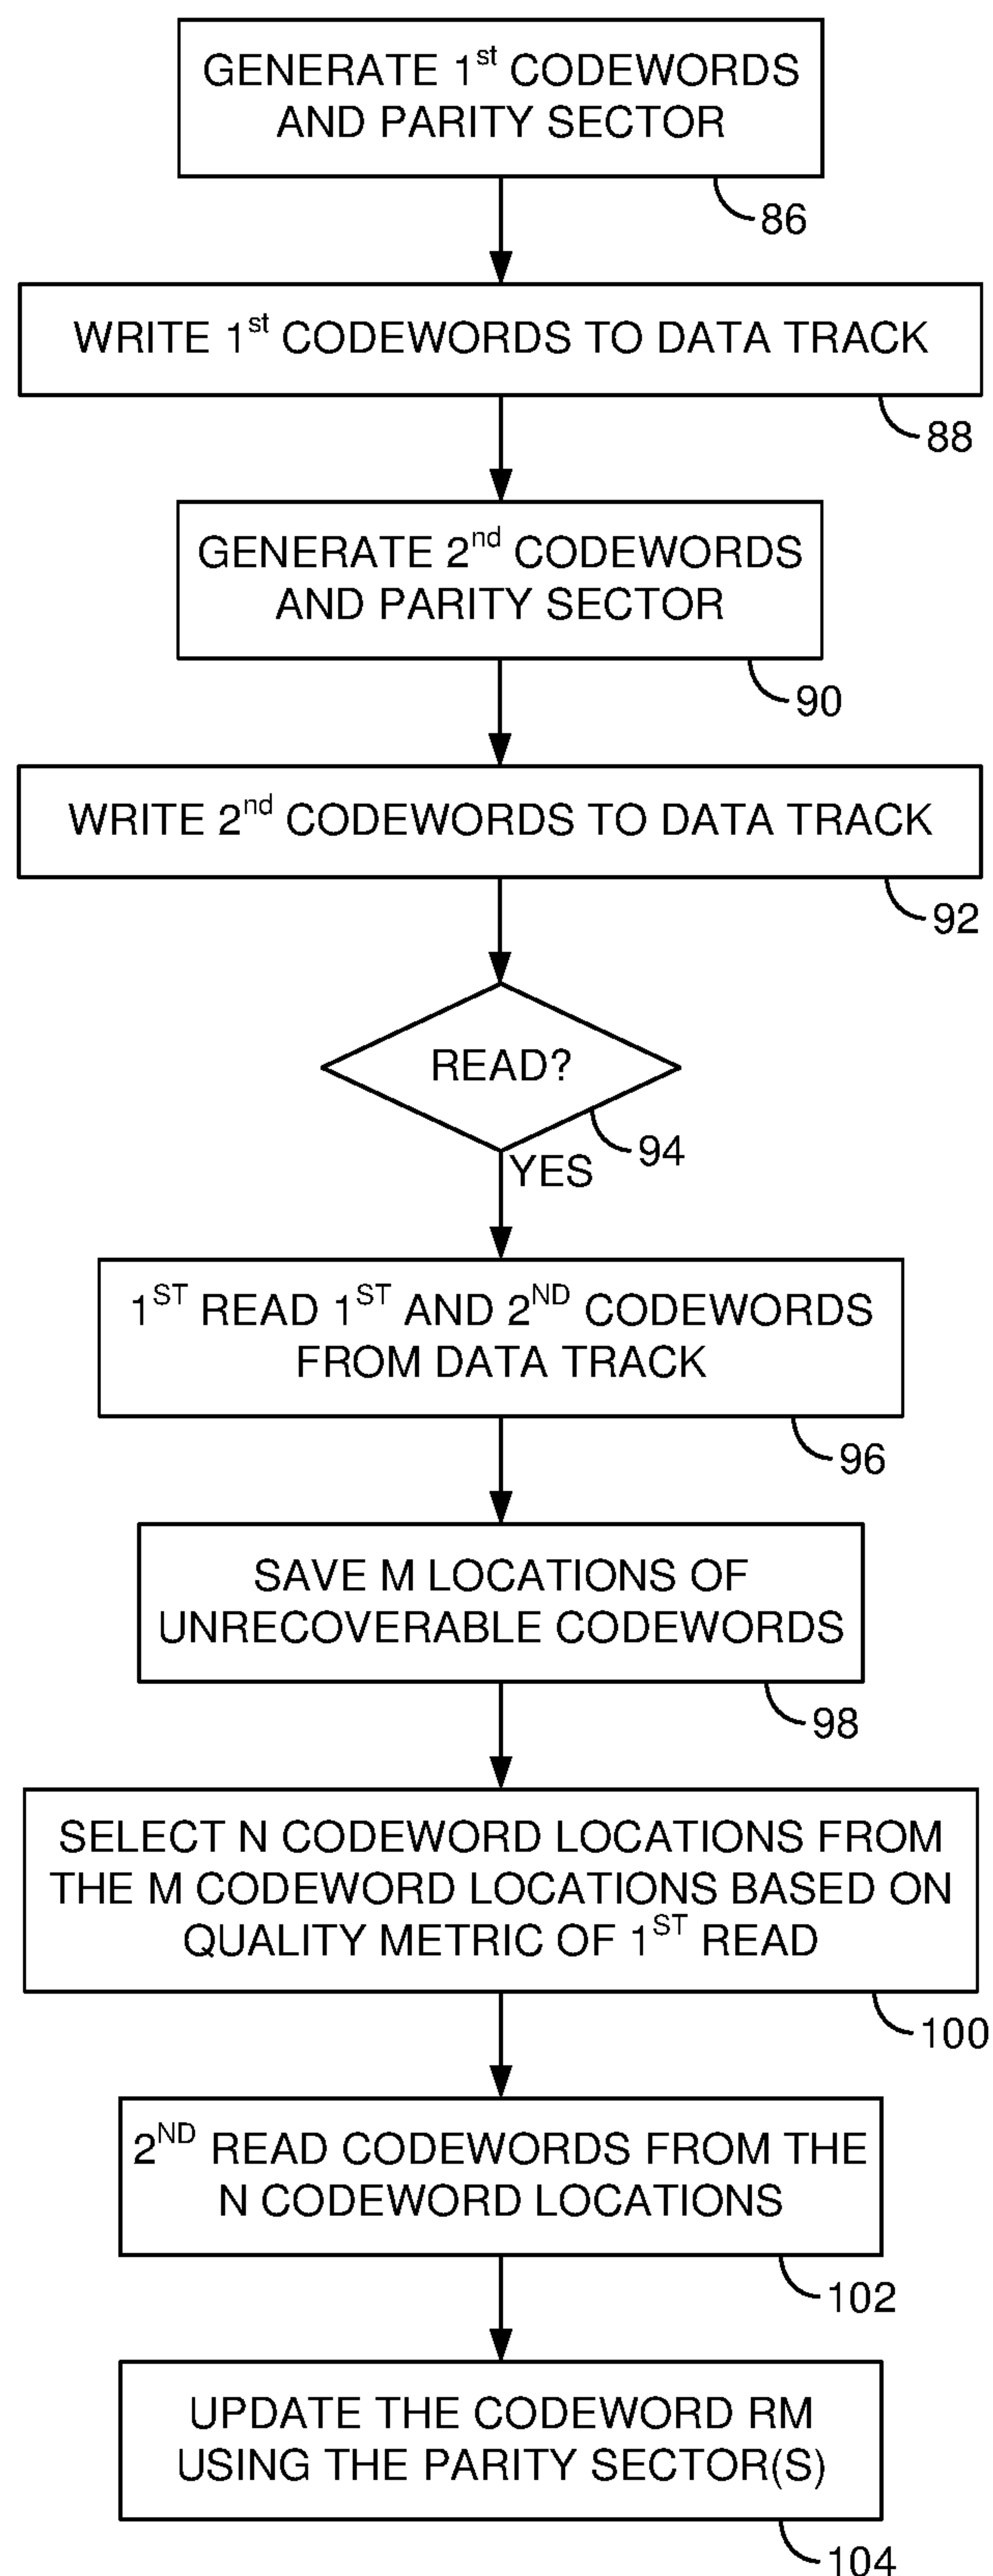 GENERATE 1st CODEWORDS
AND PARITY SECTOR
86
WRITE 1st CODEWORDS TO DATA TRACK
88
GENERATE 2nd CODEWORDS
AND PARITY SECTOR
90
WRITE 2nd CODEWORDS TO DATA TRACK
92
READ?
94
YES
1ST READ 1ST AND 2ND CODEWORDS
FROM DATA TRACK
96
SAVE M LOCATIONS OF
UNRECOVERABLE CODEWORDS
98
SELECT N CODEWORD LOCATIONS FROM
THE M CODEWORD LOCATIONS BASED ON
QUALITY METRIC OF 1ST READ
100
2ND READ CODEWORDS FROM THE
N CODEWORD LOCATIONS
102
UPDATE THE CODEWORD RM
USING THE PARITY SECTOR(S)
104